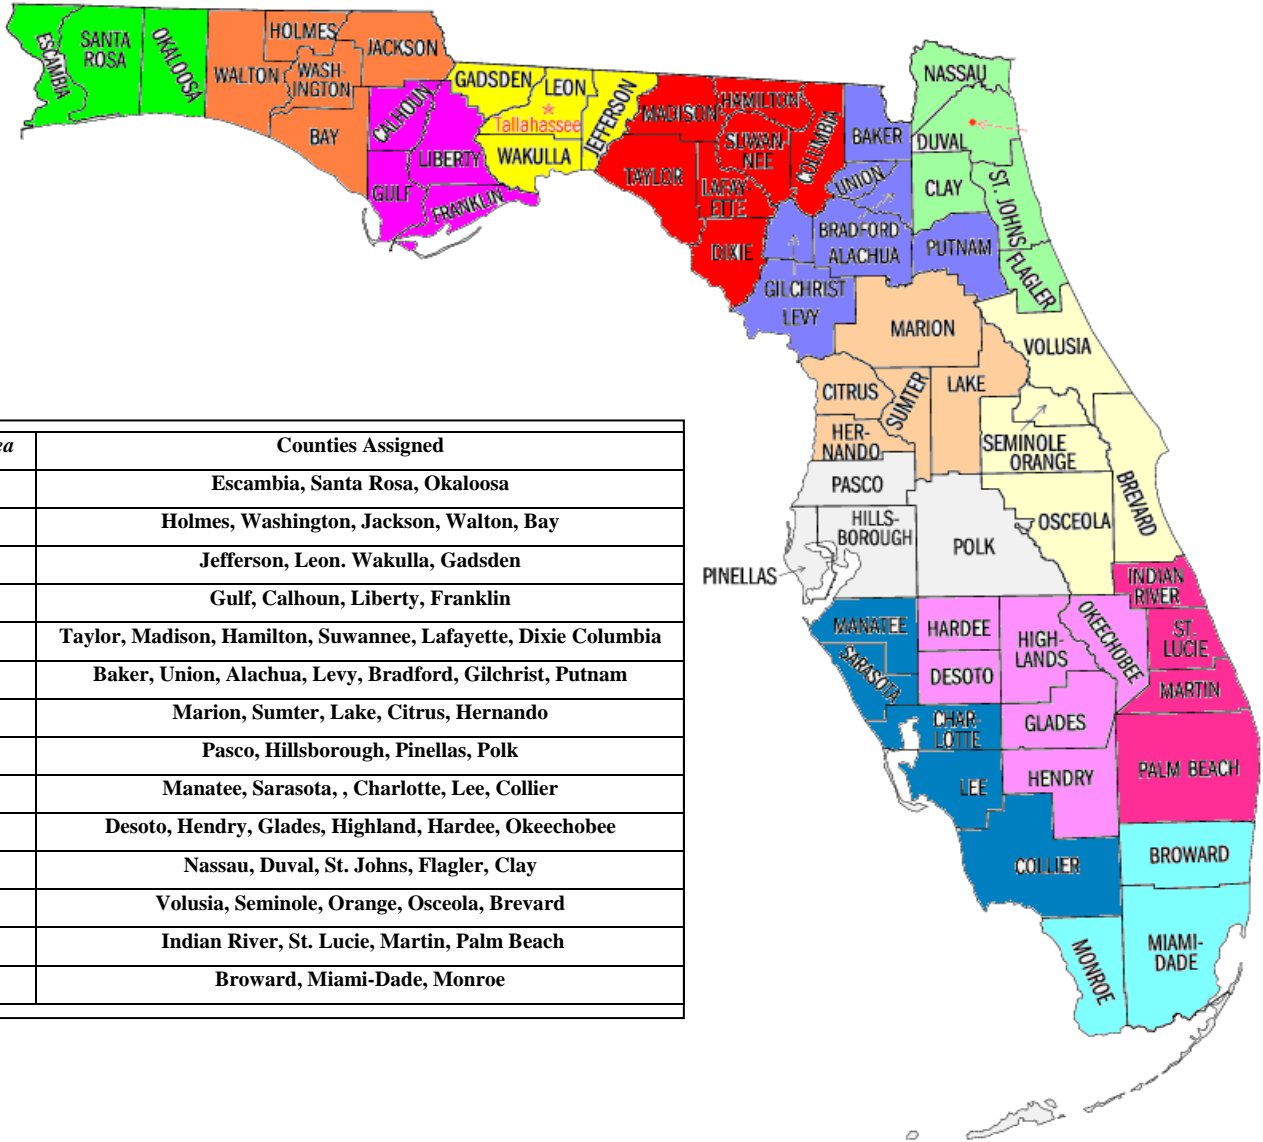 HOLMES
JACKSON
SANTA
ROSA
ESCAMBIA
OKALOOSA
WALTON
WASH-
INGTON
BAY
CALHOUN
LIBERTY
GULF
FRANKLIN
GADSDEN
LEON
Tallahassee
JEFFERSON
WAKULLA
MADISON
HAMILTON
SUWAN-
NEE
COLUMBIA
TAYLOR
LAFAY-
ETTE
DIXIE
NASSAU
BAKER
DUVAL
UNION
CLAY
ST. JOHNS
BRADFORD
ALACHUA
PUTNAM
FLAGLER
GILCHRIST
LEVY
MARION
VOLUSIA
CITRUS
SUMTER
LAKE
HER-
NANDO
SEMINOLE
ORANGE
PASCO
BREVARD
HILLS-
BOROUGH
OSCEOLA
POLK
PINELLAS
INDIAN
RIVER
MANATEE
HARDEE
HIGH-
LANDS
OKEECHOBEE
ST.
LUCIE
SARASOTA
DESOTO
MARTIN
CHAR-
LOTTE
GLADES
LEE
HENDRY
PALM BEACH
COLLIER
BROWARD
MONROE
MIAMI-
DADE
ea Counties Assigned
Escambia, Santa Rosa, Okaloosa
Holmes, Washington, Jackson, Walton, Bay
Jefferson, Leon. Wakulla, Gadsden
Gulf, Calhoun, Liberty, Franklin
Taylor, Madison, Hamilton, Suwannee, Lafayette, Dixie Columbia
Baker, Union, Alachua, Levy, Bradford, Gilchrist, Putnam
Marion, Sumter, Lake, Citrus, Hernando
Pasco, Hillsborough, Pinellas, Polk
Manatee, Sarasota, , Charlotte, Lee, Collier
Desoto, Hendry, Glades, Highland, Hardee, Okeechobee
Nassau, Duval, St. Johns, Flagler, Clay
Volusia, Seminole, Orange, Osceola, Brevard
Indian River, St. Lucie, Martin, Palm Beach
Broward, Miami-Dade, Monroe